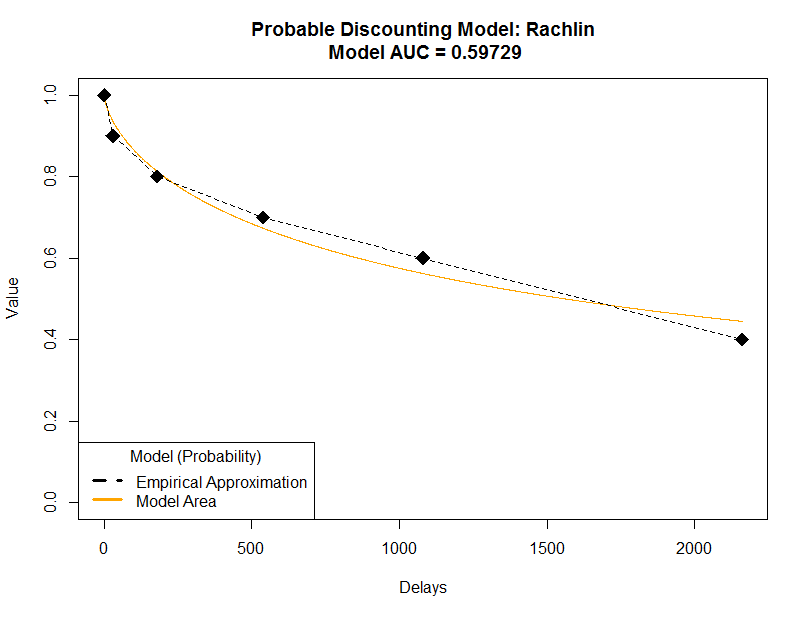 Probable Discounting Model: Rachlin
Model AUC = 0.59729
1.0
0.8
0.6
0.4
0.2
0.0
Value
Model (Probability)
Empirical Approximation
Model Area
0
500
1000
1500
2000
Delays